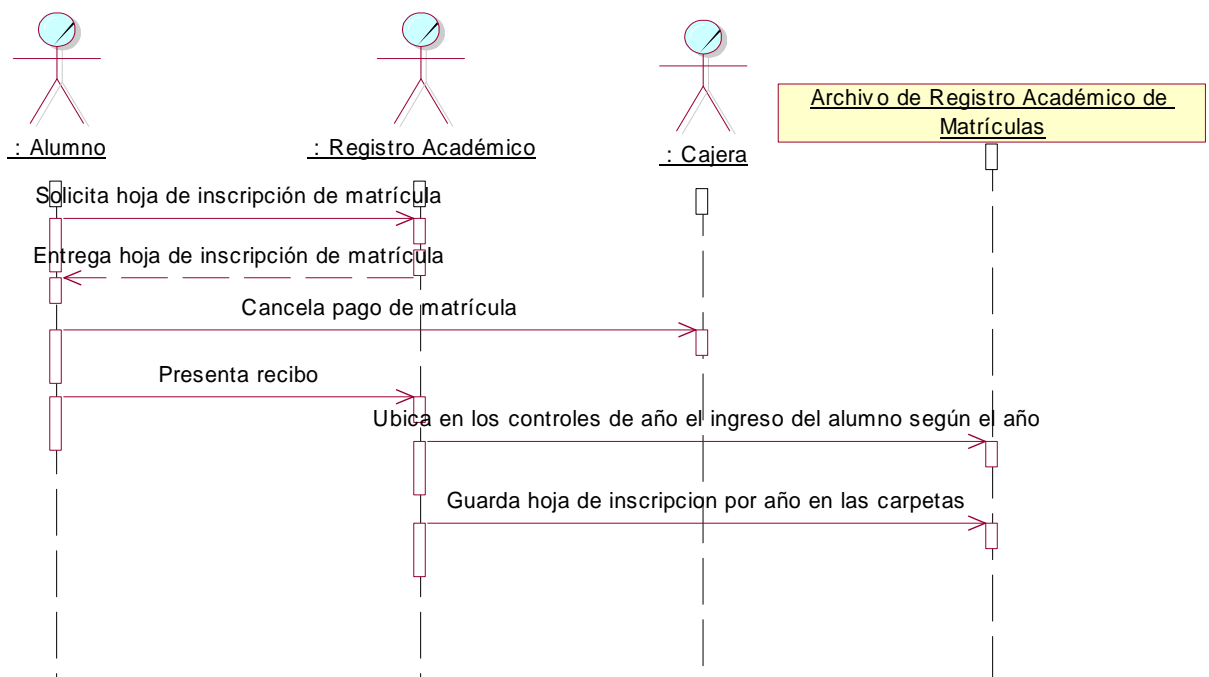 : Alumno
: Registro Académico
: Cajera
Archivo de Registro Académico de
Matrículas
Solicita hoja de inscripción de matrícula
Entrega hoja de inscripción de matrícula
Cancela pago de matrícula
Presenta recibo
Ubica en los controles de año el ingreso del alumno según el año
Guarda hoja de inscripcion por año en las carpetas